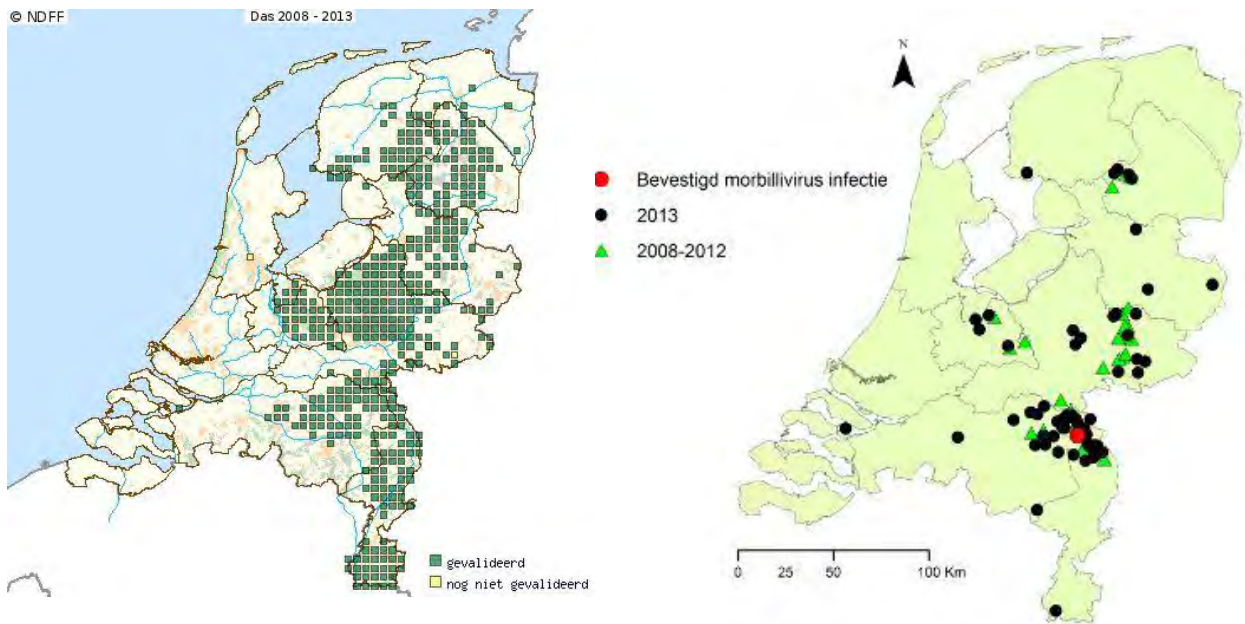 © NDFF
Das 2008 - 2013
gevalideerd
nog niet gevalideerd
N
Bevestigd morbillivirus infectie
2013
2008-2012
0 25 50 100 Km